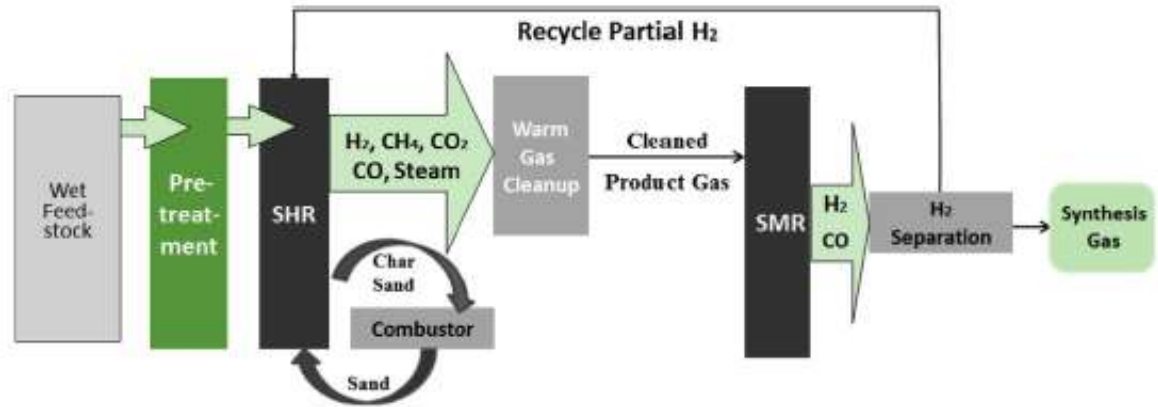 Recycle Partial H₂
Wet
Feed-
stock
Pre-
treat-
ment
SHR
H₂, CH₄, CO₂
CO, Steam
Warm
Gas
Cleanup
Cleaned
Product Gas
SMR
H₂
CO
H₂
Separation
Synthesis
Gas
Char
Sand
Combustor
Sand